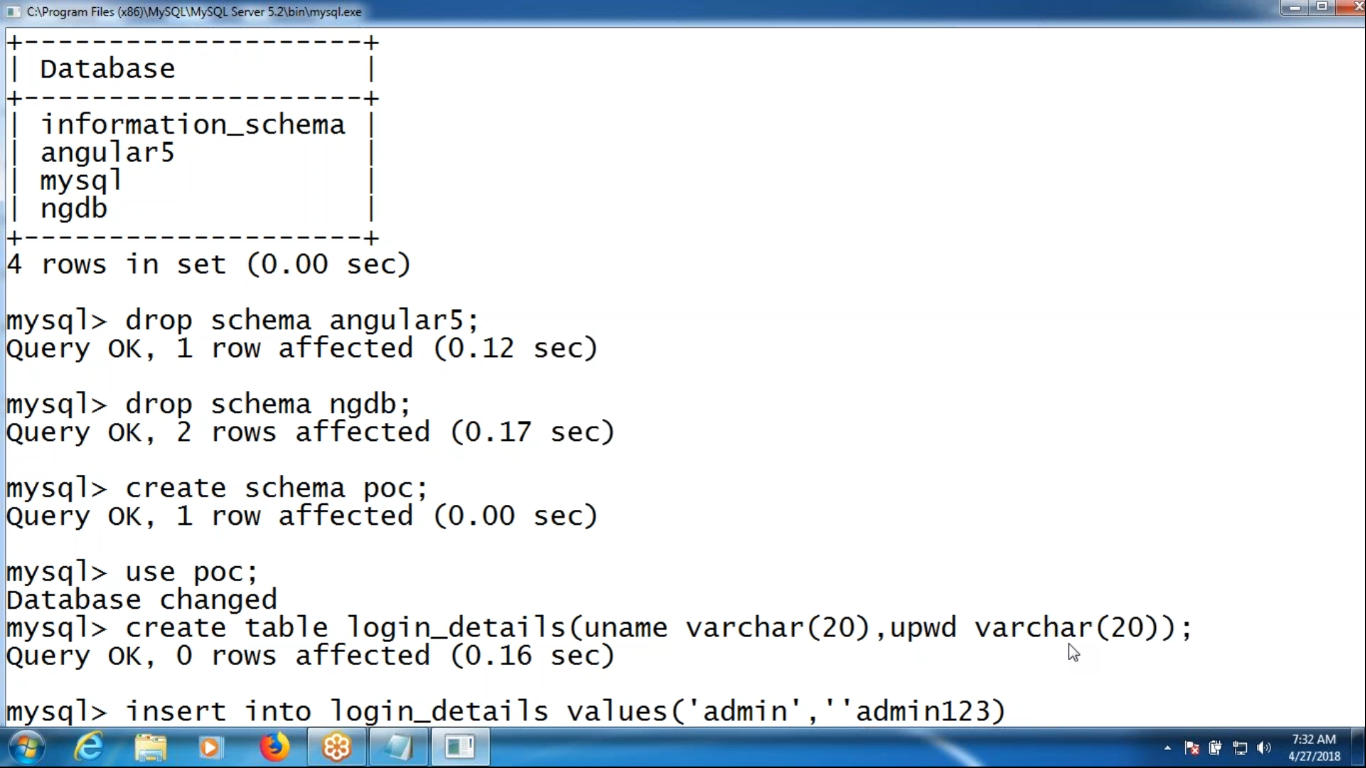 C:\Program Files (x86)\MySQL\MySQL Server 5.2\bin\mysql.exe
+--------------------+
| Database           |
+--------------------+
| information_schema |
| angular5           |
| mysql              |
| ngdb               |
+--------------------+
4 rows in set (0.00 sec)
mysql> drop schema angular5;
Query OK, 1 row affected (0.12 sec)
mysql> drop schema ngdb;
Query OK, 2 rows affected (0.17 sec)
mysql> create schema poc;
Query OK, 1 row affected (0.00 sec)
mysql> use poc;
Database changed
mysql> create table login_details(uname varchar(20),upwd varchar(20));
Query OK, 0 rows affected (0.16 sec)
mysql> insert into login_details values('admin',''admin123)
7:32 AM
4/27/2018